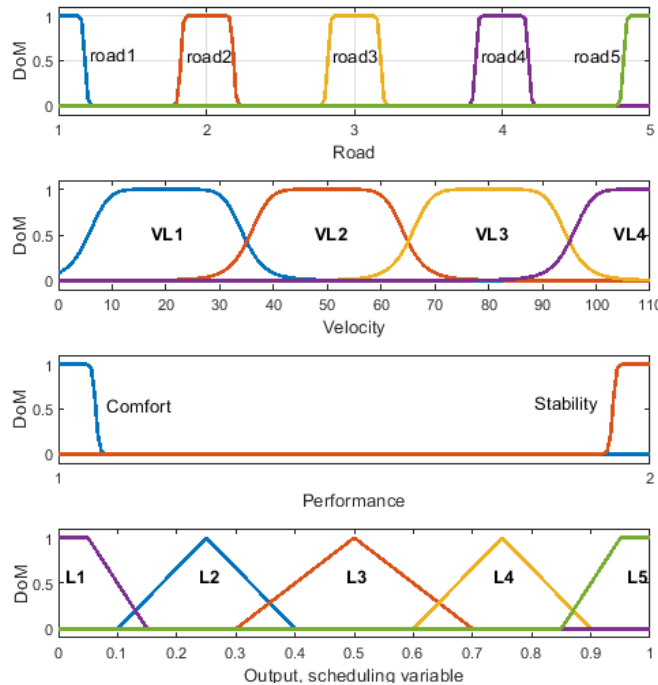 DoM
1
0.5
0
road1 road2 road3 road4 road5
1 2 3 4 5
Road
DoM
1
0.5
0
VL1 VL2 VL3 VL4
0 10 20 30 40 50 60 70 80 90 100 110
Velocity
DoM
1
0.5
0
Comfort Stability
1 2
Performance
DoM
1
0.5
0
L1 L2 L3 L4 L5
0 0.1 0.2 0.3 0.4 0.5 0.6 0.7 0.8 0.9 1
Output, scheduling variable